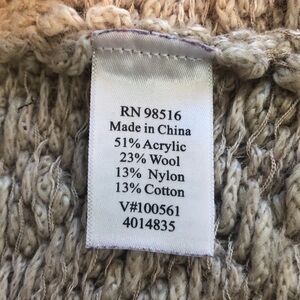 RN 98516
Made in China
51% Acrylic
23% Wool
13% Nylon
13% Cotton
V#100561
4014835